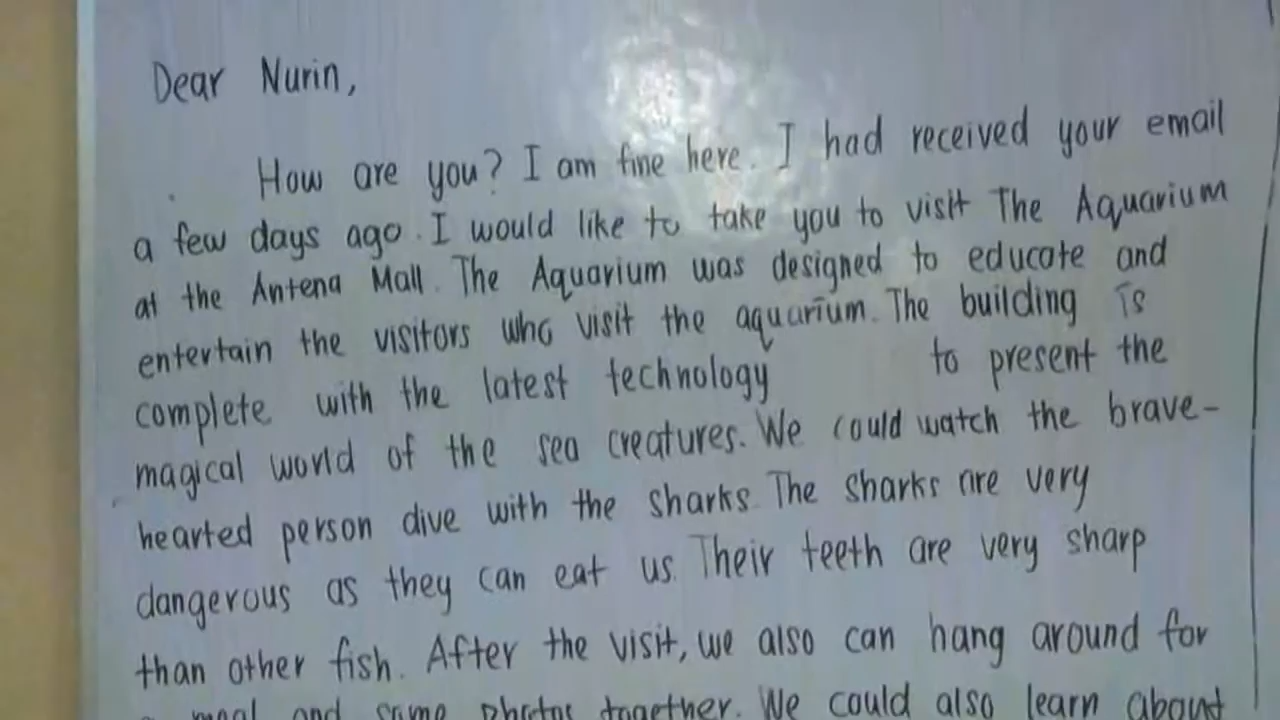 Dear Nurin,
How are you? I am fine here. I had received your email
a few days ago. I would like to take you to visit The Aquarium
at the Antena Mall. The Aquarium was designed to educate and
entertain the visitors who visit the aquarium. The building is
complete with the latest technology to present the
magical world of the sea creatures. We could watch the brave-
hearted person dive with the sharks. The sharks are very
dangerous as they can eat us. Their teeth are very sharp
than other fish. After the visit, we also can hang around for
a meal and some photos together. We could also learn about